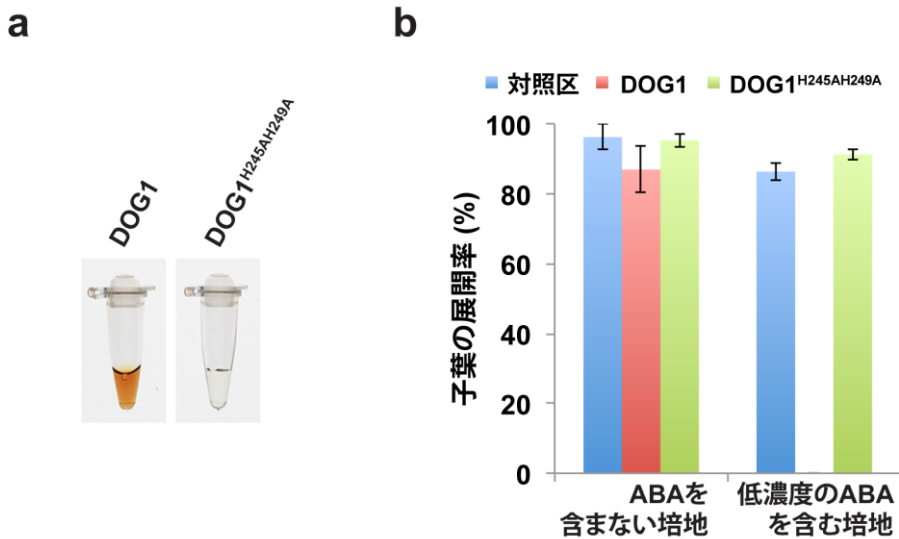 a
b
DOG1
DOG1H245AH249A
対照区 DOG1 DOG1H245AH249A
子葉の展開率 (%)
100
80
60
40
20
0
ABAを
含まない培地
低濃度のABA
を含む培地